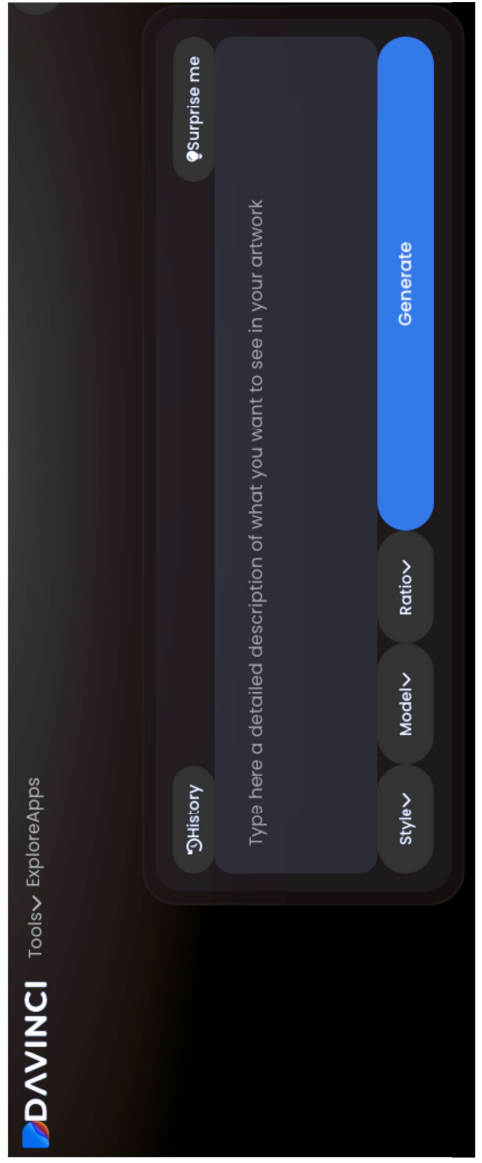 DAVINCI Tools ExploreApps
History Surprise me
Type here a detailed description of what you want to see in your artwork
Style Model Ratio Generate